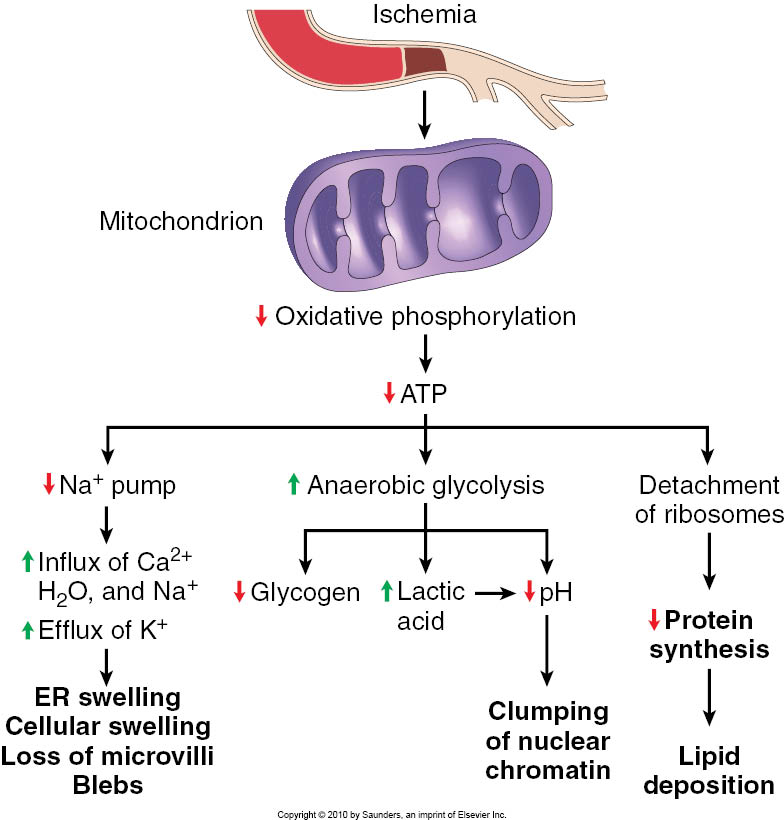 Ischemia
Mitochondrion
↓ Oxidative phosphorylation
↓ ATP
↓ Na⁺ pump
↑ Influx of Ca²⁺
H₂O, and Na⁺
↑ Efflux of K⁺
ER swelling
Cellular swelling
Loss of microvilli
Blebs
↑ Anaerobic glycolysis
↓ Glycogen
↑ Lactic
acid
↓ pH
Clumping
of nuclear
chromatin
Detachment
of ribosomes
↓ Protein
synthesis
Lipid
deposition
Copyright © 2010 by Saunders, an imprint of Elsevier Inc.